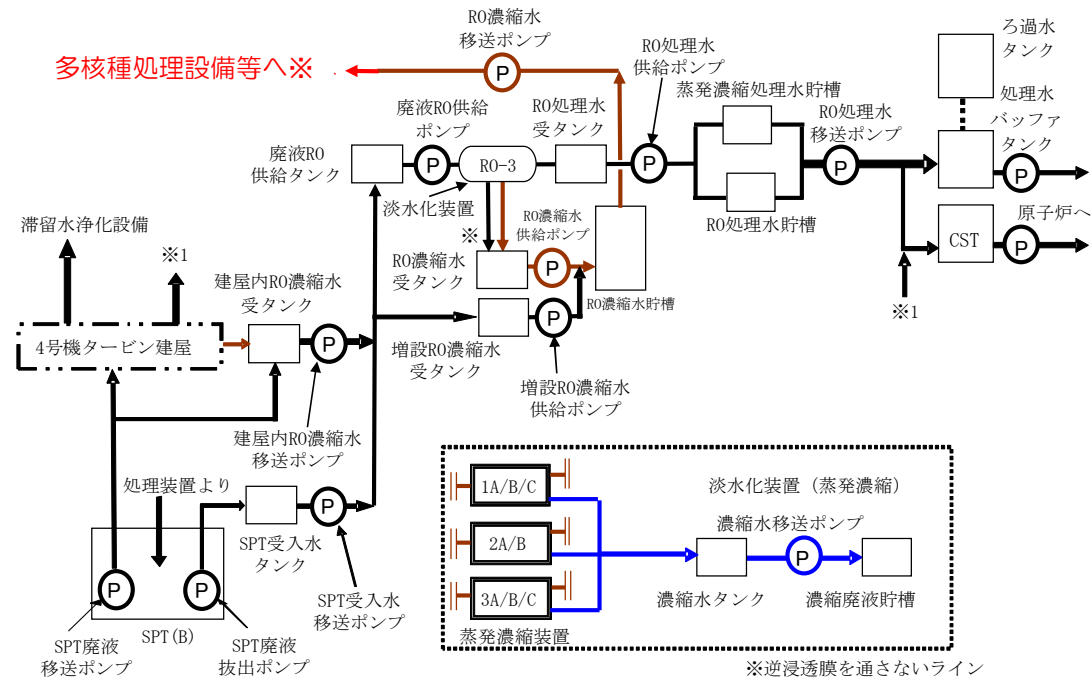 RO濃縮水
移送ポンプ
多核種処理設備等へ※
P
RO処理水
供給ポンプ
P
ろ過水
タンク
廃液RO供給
ポンプ
P
RO処理水
受タンク
蒸発濃縮処理水貯槽
RO処理水
移送ポンプ
P
処理水
バッファ
タンク
P
廃液RO
供給タンク
RO-3
淡水化装置
RO処理水貯槽
滞留水浄化設備
※1
※
RO濃縮水
供給ポンプ
P
RO濃縮水
受タンク
RO濃縮水貯槽
CST
原子炉へ
P
※1
建屋内RO濃縮水
受タンク
P
4号機タービン建屋
P
増設RO濃縮水
受タンク
増設RO濃縮水
供給ポンプ
建屋内RO濃縮水
移送ポンプ
処理装置より
P
SPT受入水
タンク
SPT受入水
移送ポンプ
P
P
SPT(B)
SPT廃液
移送ポンプ
SPT廃液
抜出ポンプ
1A/B/C
2A/B
3A/B/C
蒸発濃縮装置
淡水化装置（蒸発濃縮）
濃縮水移送ポンプ
P
濃縮水タンク
濃縮廃液貯槽
※逆浸透膜を通さないライン